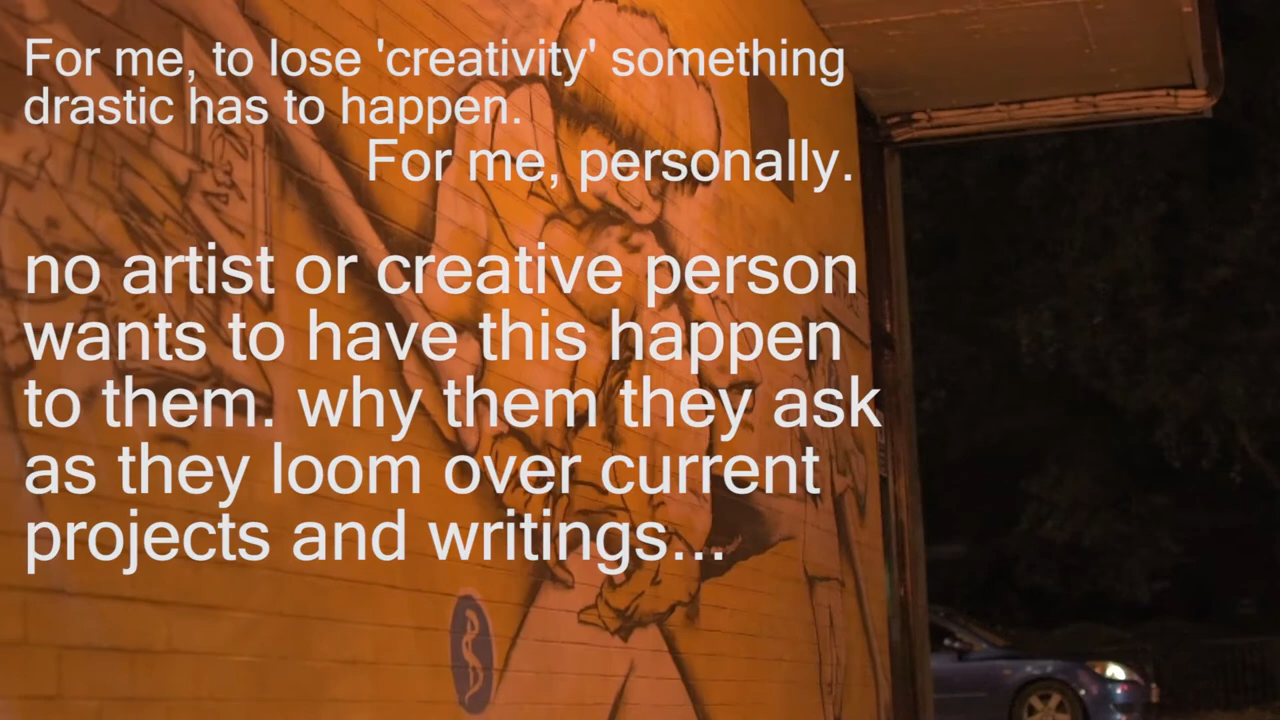 For me, to lose 'creativity' something
drastic has to happen.
For me, personally.
no artist or creative person
wants to have this happen
to them. why them they ask
as they loom over current
projects and writings...